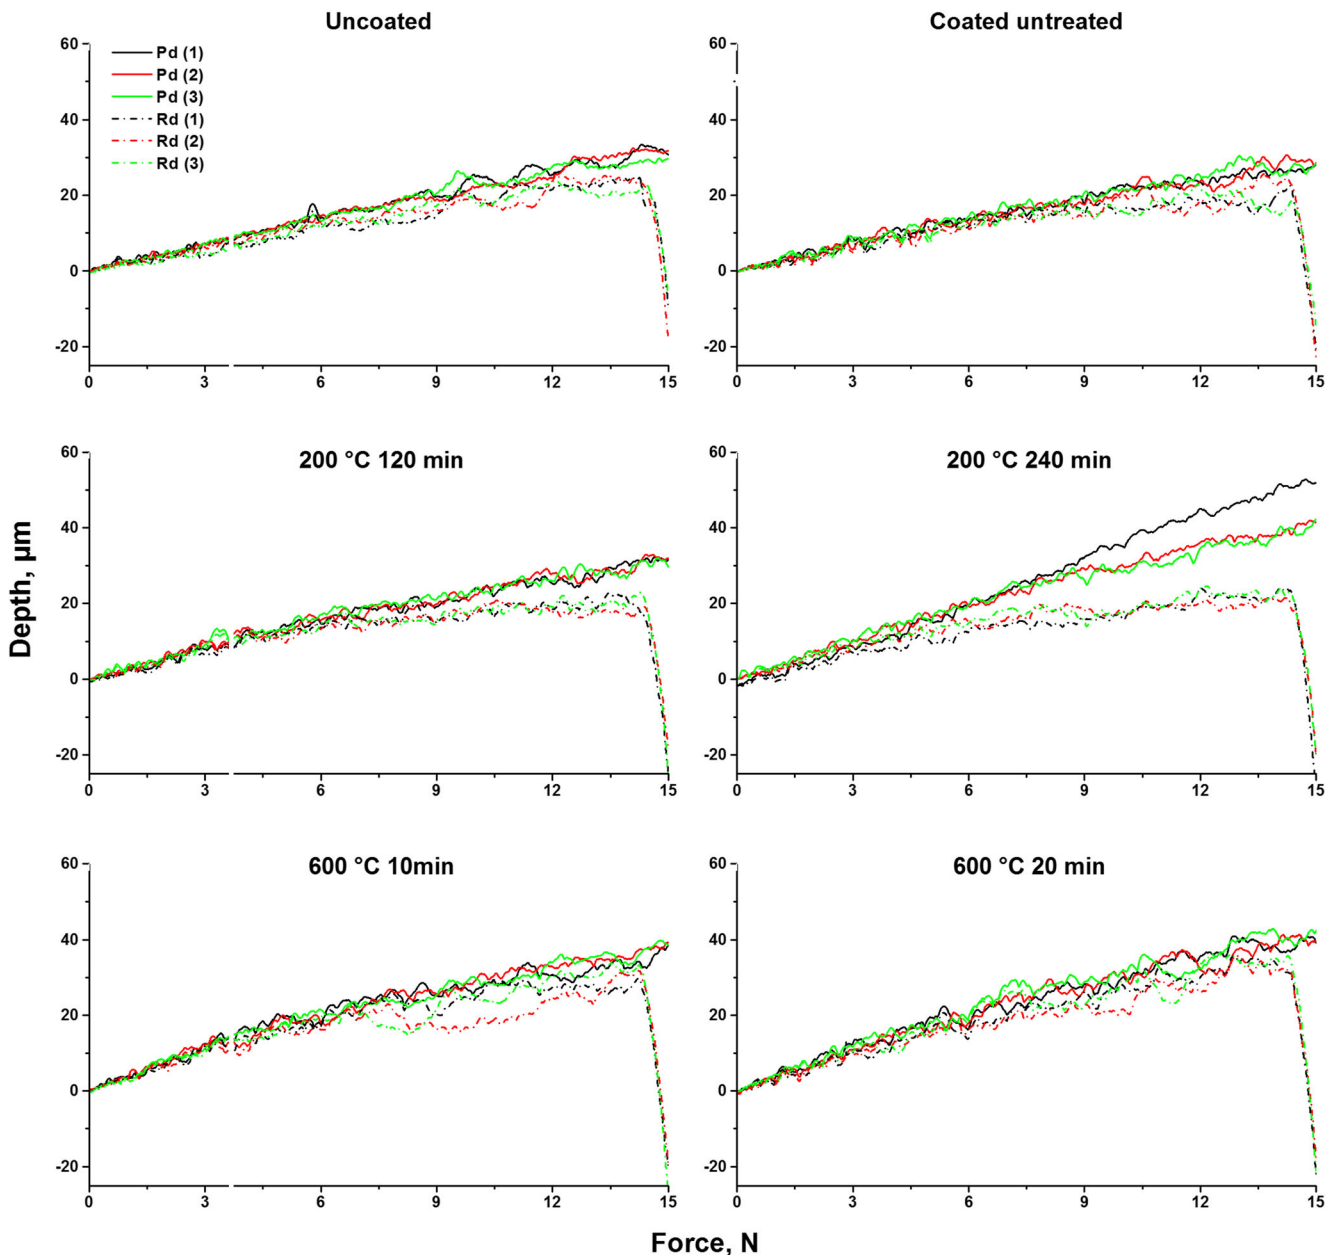 Uncoated
60
40
20
0
-20
0 3 6 9 12 15
Pd (1)
Pd (2)
Pd (3)
Rd (1)
Rd (2)
Rd (3)
Coated untreated
60
40
20
0
-20
0 3 6 9 12 15
200 °C 120 min
60
40
20
0
-20
0 3 6 9 12 15
200 °C 240 min
60
40
20
0
-20
0 3 6 9 12 15
600 °C 10min
60
40
20
0
-20
0 3 6 9 12 15
600 °C 20 min
60
40
20
0
-20
0 3 6 9 12 15
Depth, µm
Force, N